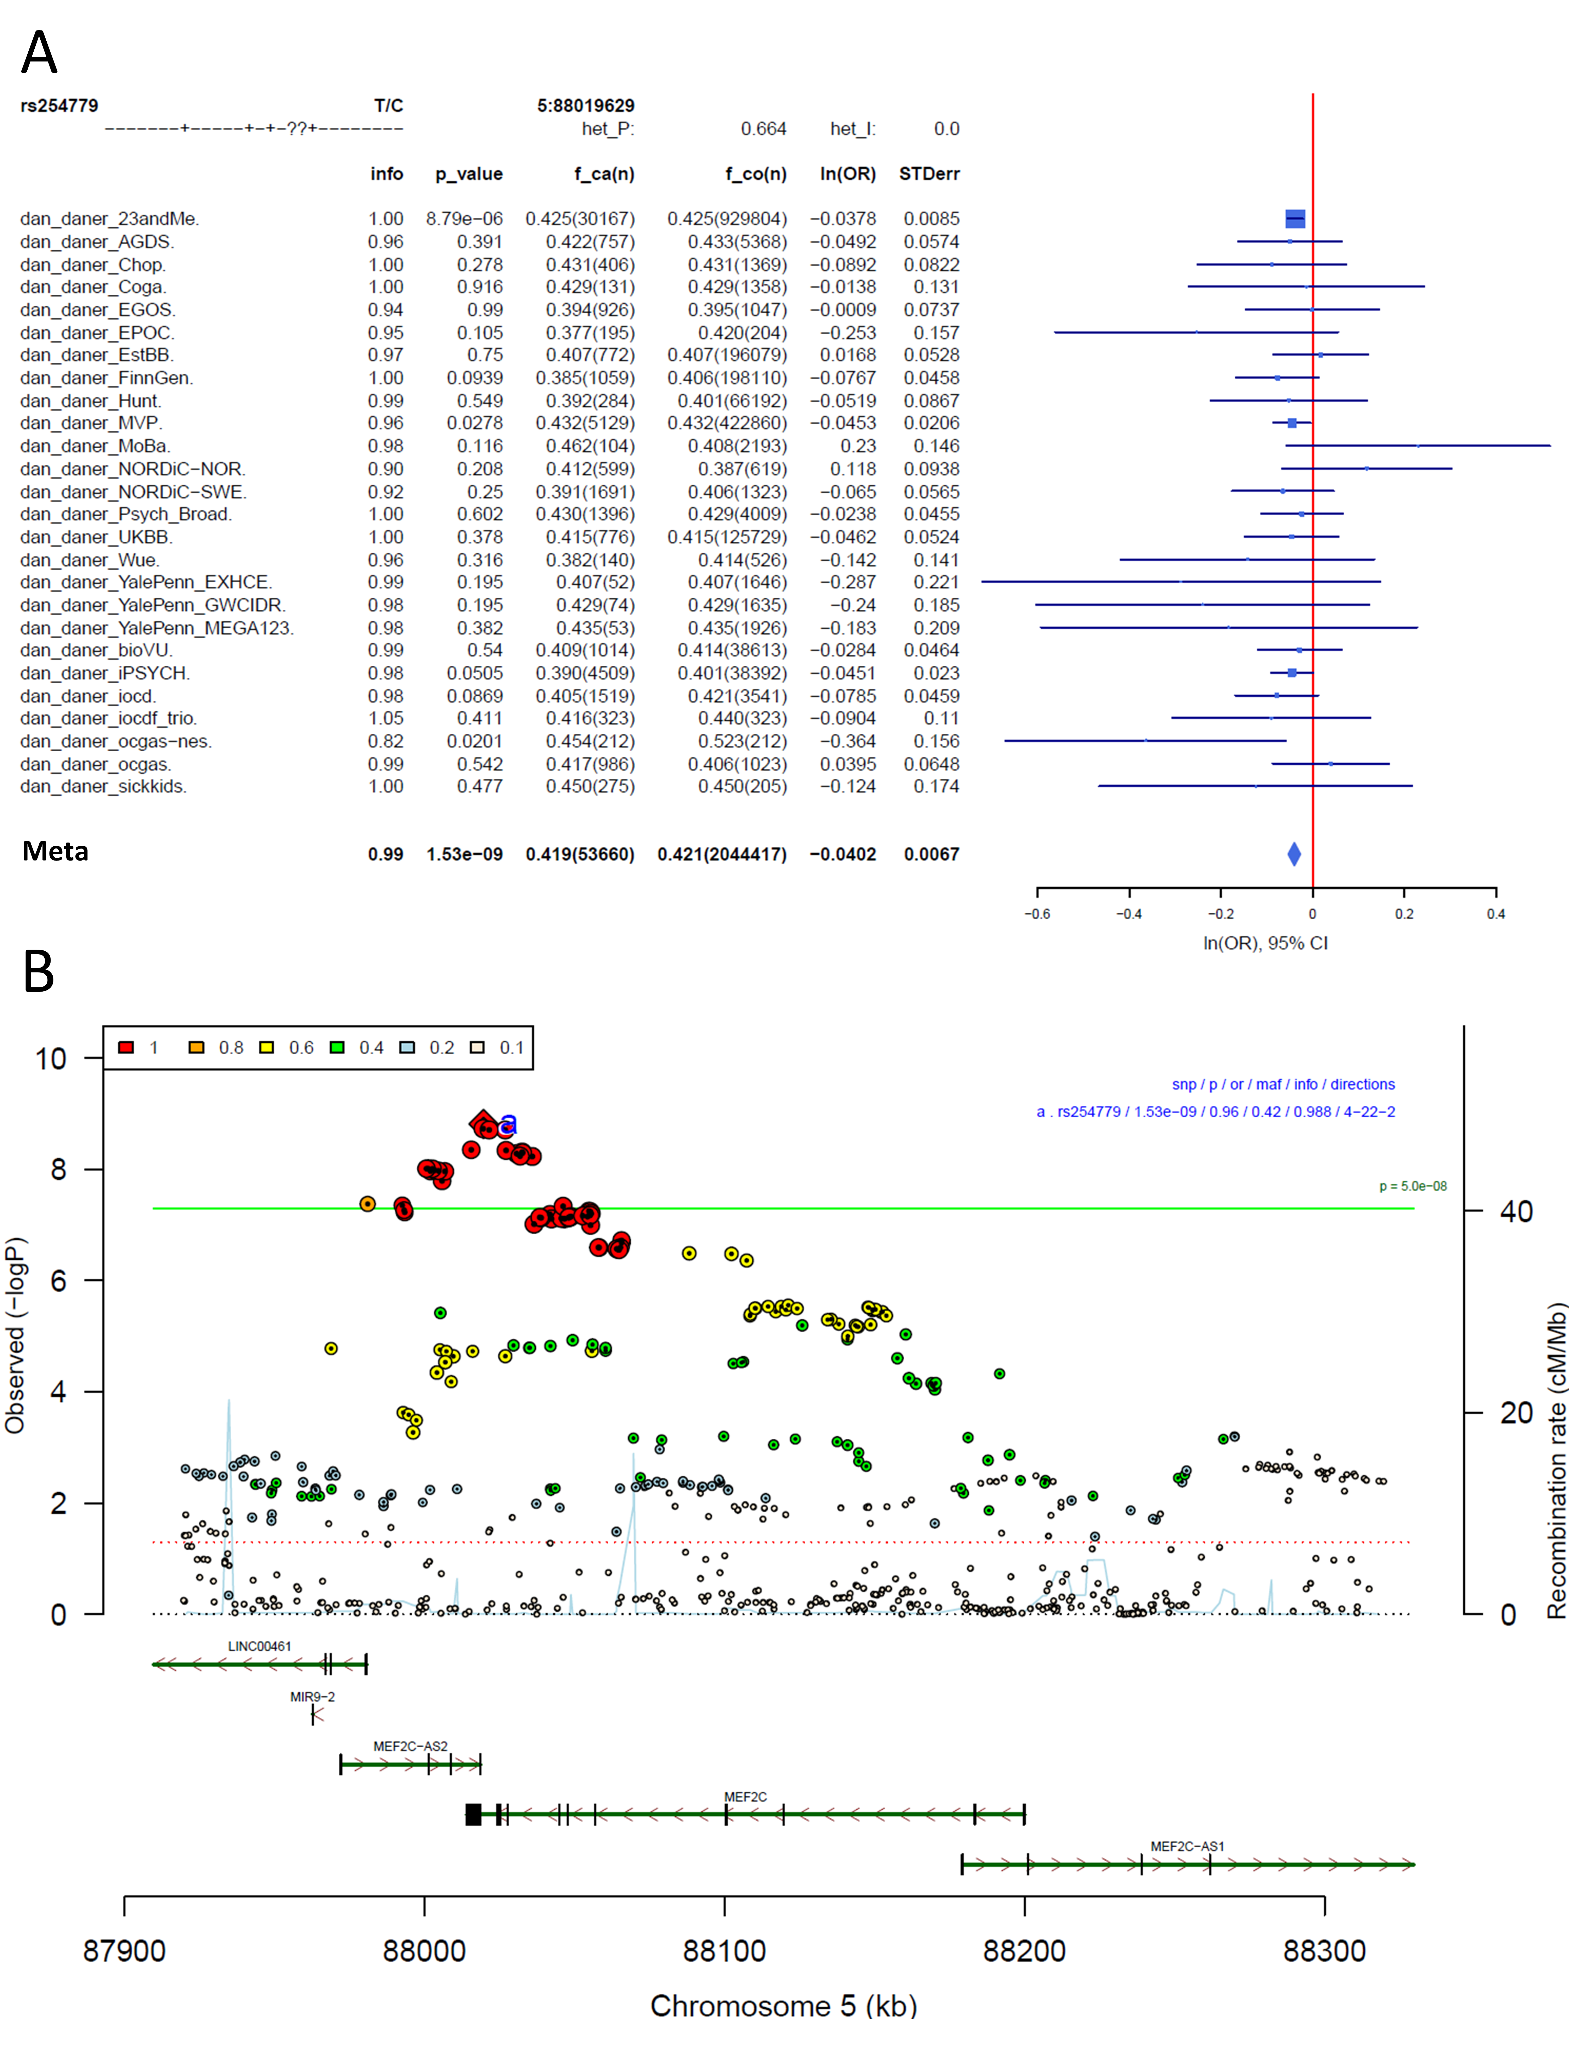 A
rs254779 T/C 5:88019629
−−−−−−−+−−−−−+−+−??+−−−−−−−− het_P: 0.664 het_I: 0.0
info p_value f_ca(n) f_co(n) ln(OR) STDerr
dan_daner_23andMe. 1.00 8.79e−06 0.425(30167) 0.425(929804) −0.0378 0.0085
dan_daner_AGDS. 0.96 0.391 0.422(757) 0.433(5368) −0.0492 0.0574
dan_daner_Chop. 1.00 0.278 0.431(406) 0.431(1369) −0.0892 0.0822
dan_daner_Coga. 1.00 0.916 0.429(131) 0.429(1358) −0.0138 0.131
dan_daner_EGOS. 0.94 0.99 0.394(926) 0.395(1047) −0.0009 0.0737
dan_daner_EPOC. 0.95 0.105 0.377(195) 0.420(204) −0.253 0.157
dan_daner_EstBB. 0.97 0.75 0.407(772) 0.407(196079) 0.0168 0.0528
dan_daner_FinnGen. 1.00 0.0939 0.385(1059) 0.406(198110) −0.0767 0.0458
dan_daner_Hunt. 0.99 0.549 0.392(284) 0.401(66192) −0.0519 0.0867
dan_daner_MVP. 0.96 0.0278 0.432(5129) 0.432(422860) −0.0453 0.0206
dan_daner_MoBa. 0.98 0.116 0.462(104) 0.408(2193) 0.23 0.146
dan_daner_NORDiC−NOR. 0.90 0.208 0.412(599) 0.387(619) 0.118 0.0938
dan_daner_NORDiC−SWE. 0.92 0.25 0.391(1691) 0.406(1323) −0.065 0.0565
dan_daner_Psych_Broad. 1.00 0.602 0.430(1396) 0.429(4009) −0.0238 0.0455
dan_daner_UKBB. 1.00 0.378 0.415(776) 0.415(125729) −0.0462 0.0524
dan_daner_Wue. 0.96 0.316 0.382(140) 0.414(526) −0.142 0.141
dan_daner_YalePenn_EXHCE. 0.99 0.195 0.407(52) 0.407(1646) −0.287 0.221
dan_daner_YalePenn_GWCIDR. 0.98 0.195 0.429(74) 0.429(1635) −0.24 0.185
dan_daner_YalePenn_MEGA123. 0.98 0.382 0.435(53) 0.435(1926) −0.183 0.209
dan_daner_bioVU. 0.99 0.54 0.409(1014) 0.414(38613) −0.0284 0.0464
dan_daner_iPSYCH. 0.98 0.0505 0.390(4509) 0.401(38392) −0.0451 0.023
dan_daner_iocd. 0.98 0.0869 0.405(1519) 0.421(3541) −0.0785 0.0459
dan_daner_iocdf_trio. 1.05 0.411 0.416(323) 0.440(323) −0.0904 0.11
dan_daner_ocgas−nes. 0.82 0.0201 0.454(212) 0.523(212) −0.364 0.156
dan_daner_ocgas. 0.99 0.542 0.417(986) 0.406(1023) 0.0395 0.0648
dan_daner_sickkids. 1.00 0.477 0.450(275) 0.450(205) −0.124 0.174
Meta 0.99 1.53e−09 0.419(53660) 0.421(2044417) −0.0402 0.0067
−0.6 −0.4 −0.2 0 0.2 0.4
ln(OR), 95% CI
B
1 0.8 0.6 0.4 0.2 0.1
snp / p / or / maf / info / directions
a . rs254779 / 1.53e−09 / 0.96 / 0.42 / 0.988 / 4−22−2
a
p = 5.0e−08
10
8
6
4
2
0
Observed (−logP)
40
20
0
Recombination rate (cM/Mb)
LINC00461
MIR9−2
MEF2C−AS2
MEF2C
MEF2C−AS1
87900 88000 88100 88200 88300
Chromosome 5 (kb)